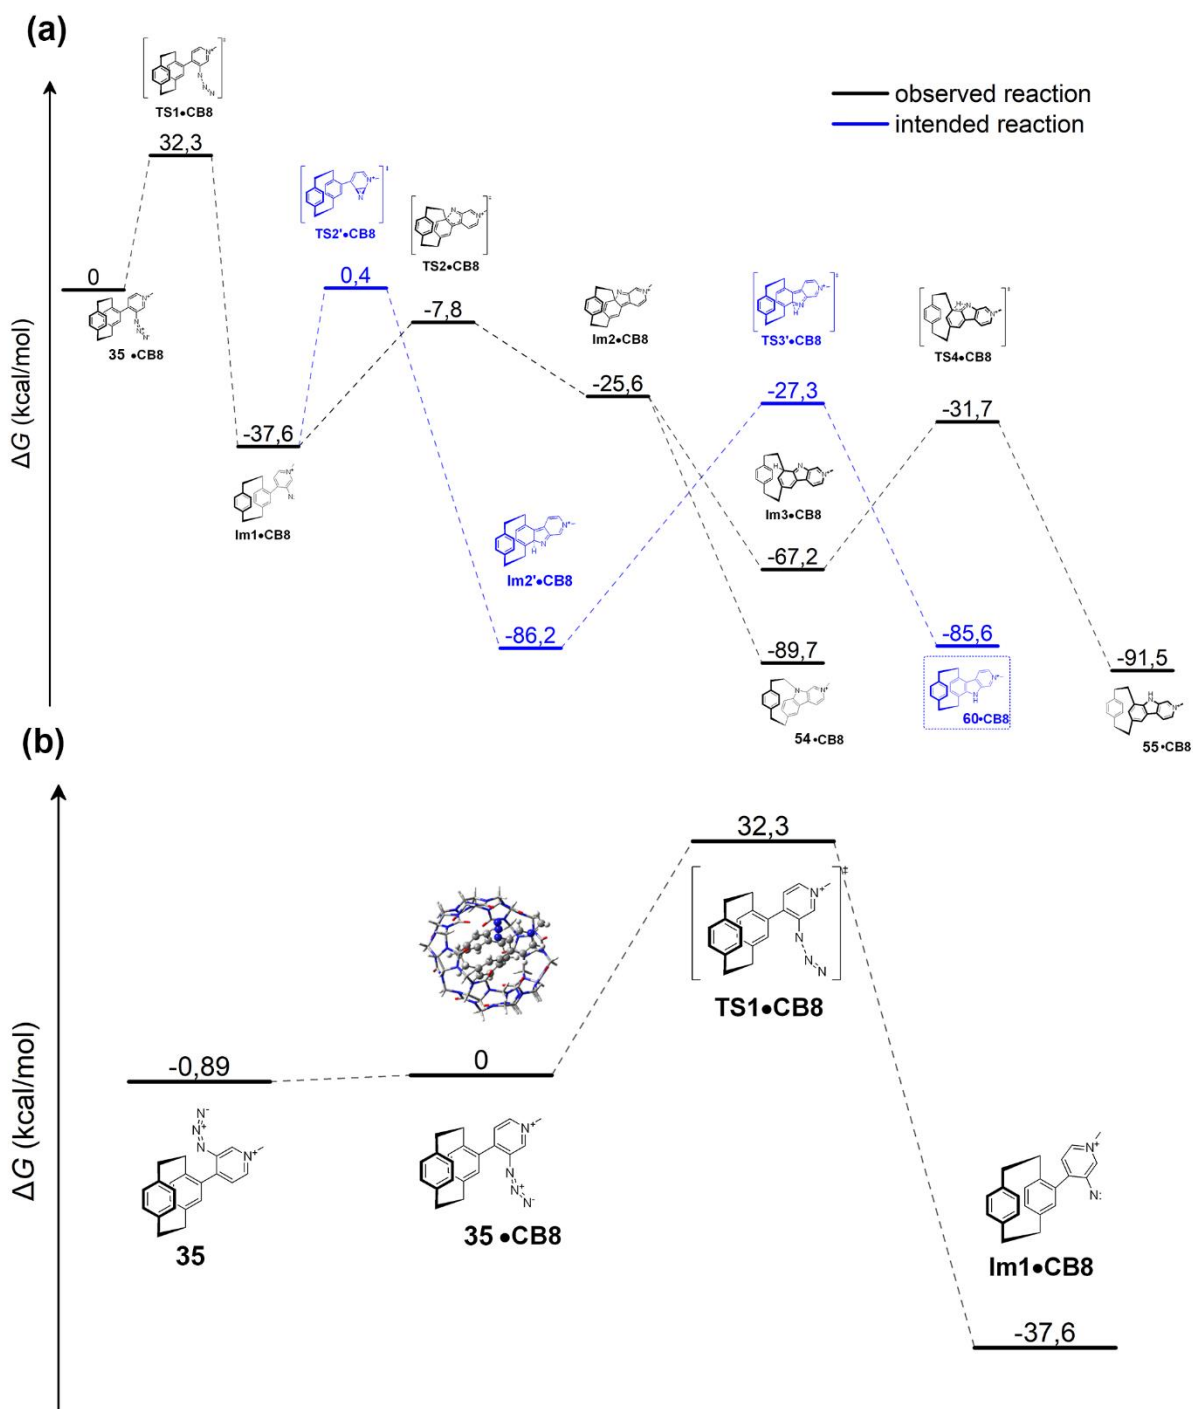 (a)
TS1•CB8
observed reaction
intended reaction
32,3
TS2'•CB8
TS2•CB8
0
0,4
Im2•CB8
TS3'•CB8
TS4•CB8
35 •CB8
-7,8
-25,6
-27,3
-31,7
-37,6
Im1•CB8
Im3•CB8
Im2'•CB8
-67,2
-86,2
-89,7
-85,6
-91,5
54•CB8
60•CB8
55•CB8
ΔG (kcal/mol)
(b)
32,3
TS1•CB8
-0,89
0
35
35 •CB8
Im1•CB8
-37,6
ΔG (kcal/mol)